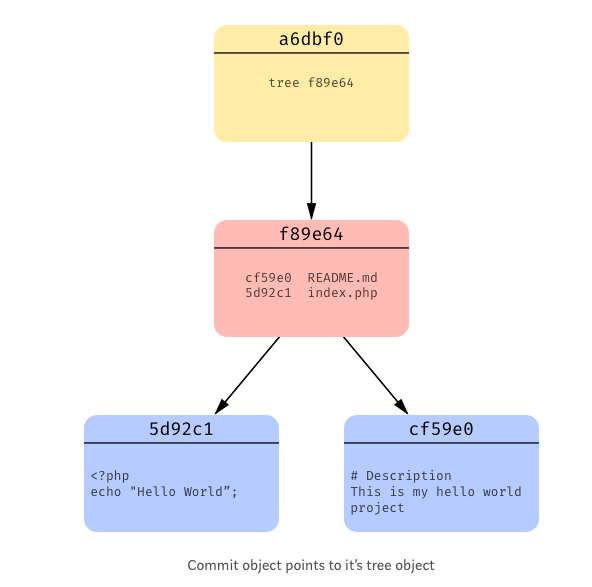 a6dbf0
tree f89e64
f89e64
cf59e0 README.md
5d92c1 index.php
5d92c1
<?php
echo "Hello World”;
cf59e0
# Description
This is my hello world
project
Commit object points to it’s tree object